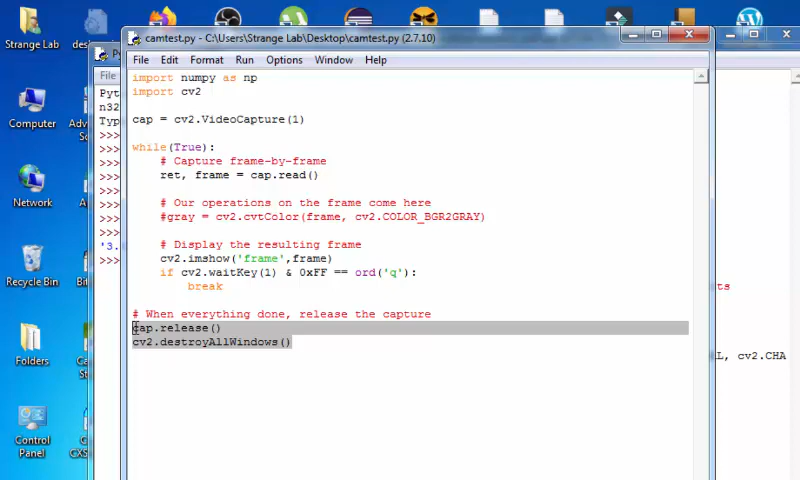 camtest.py - C:\Users\Strange Lab\Desktop\camtest.py (2.7.10)
File Edit Format Run Options Window Help
import numpy as np
import cv2
cap = cv2.VideoCapture(1)
while(True):
# Capture frame-by-frame
ret, frame = cap.read()
# Our operations on the frame come here
#gray = cv2.cvtColor(frame, cv2.COLOR_BGR2GRAY)
# Display the resulting frame
cv2.imshow('frame',frame)
if cv2.waitKey(1) & 0xFF == ord('q'):
break
# When everything done, release the capture
cap.release()
cv2.destroyAllWindows()
Strange Lab
Computer
Network
Recycle Bin
Folders
Control
Panel
File
>>>
>>>
>>>
>>>
>>>
>>>
>>>
>>>
'3.
>>>
L, cv2.CHA